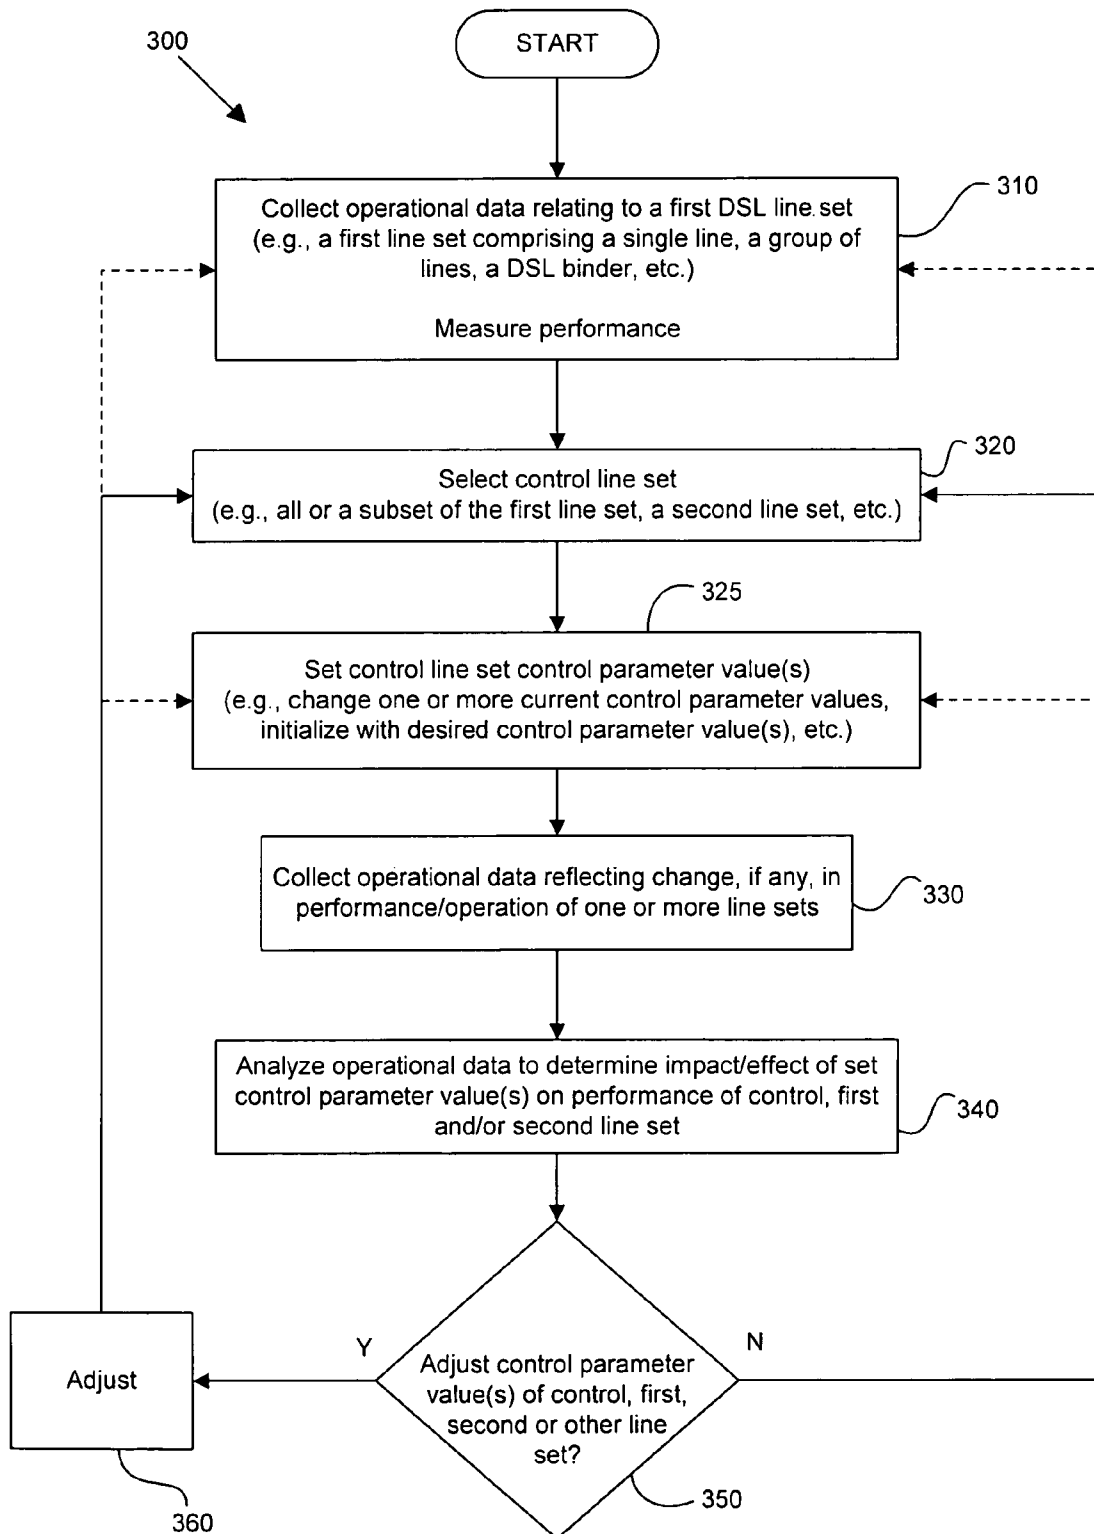 START
300
310
Collect operational data relating to a first DSL line set
(e.g., a first line set comprising a single line, a group of
lines, a DSL binder, etc.)
Measure performance
320
Select control line set
(e.g., all or a subset of the first line set, a second line set, etc.)
325
Set control line set control parameter value(s)
(e.g., change one or more current control parameter values,
initialize with desired control parameter value(s), etc.)
Collect operational data reflecting change, if any, in
performance/operation of one or more line sets
330
Analyze operational data to determine impact/effect of set
control parameter value(s) on performance of control, first
and/or second line set
340
Y
N
Adjust
Adjust control parameter
value(s) of control, first,
second or other line
set?
350
360